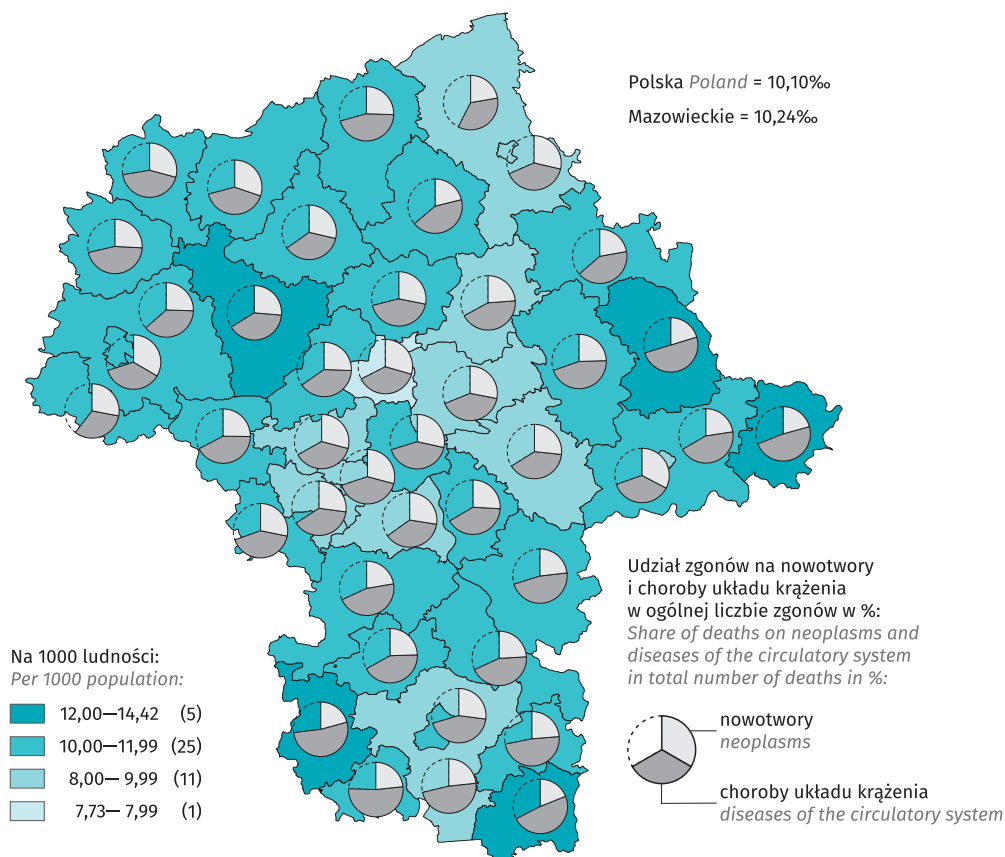 Polska Poland = 10,10‰
Mazowieckie = 10,24‰
Udział zgonów na nowotwory
i choroby układu krążenia
w ogólnej liczbie zgonów w %:
Share of deaths on neoplasms and
diseases of the circulatory system
in total number of deaths in %:
nowotwory
neoplasms
choroby układu krążenia
diseases of the circulatory system
Na 1000 ludności:
Per 1000 population:
12,00—14,42 (5)
10,00—11,99 (25)
8,00— 9,99 (11)
7,73— 7,99 (1)